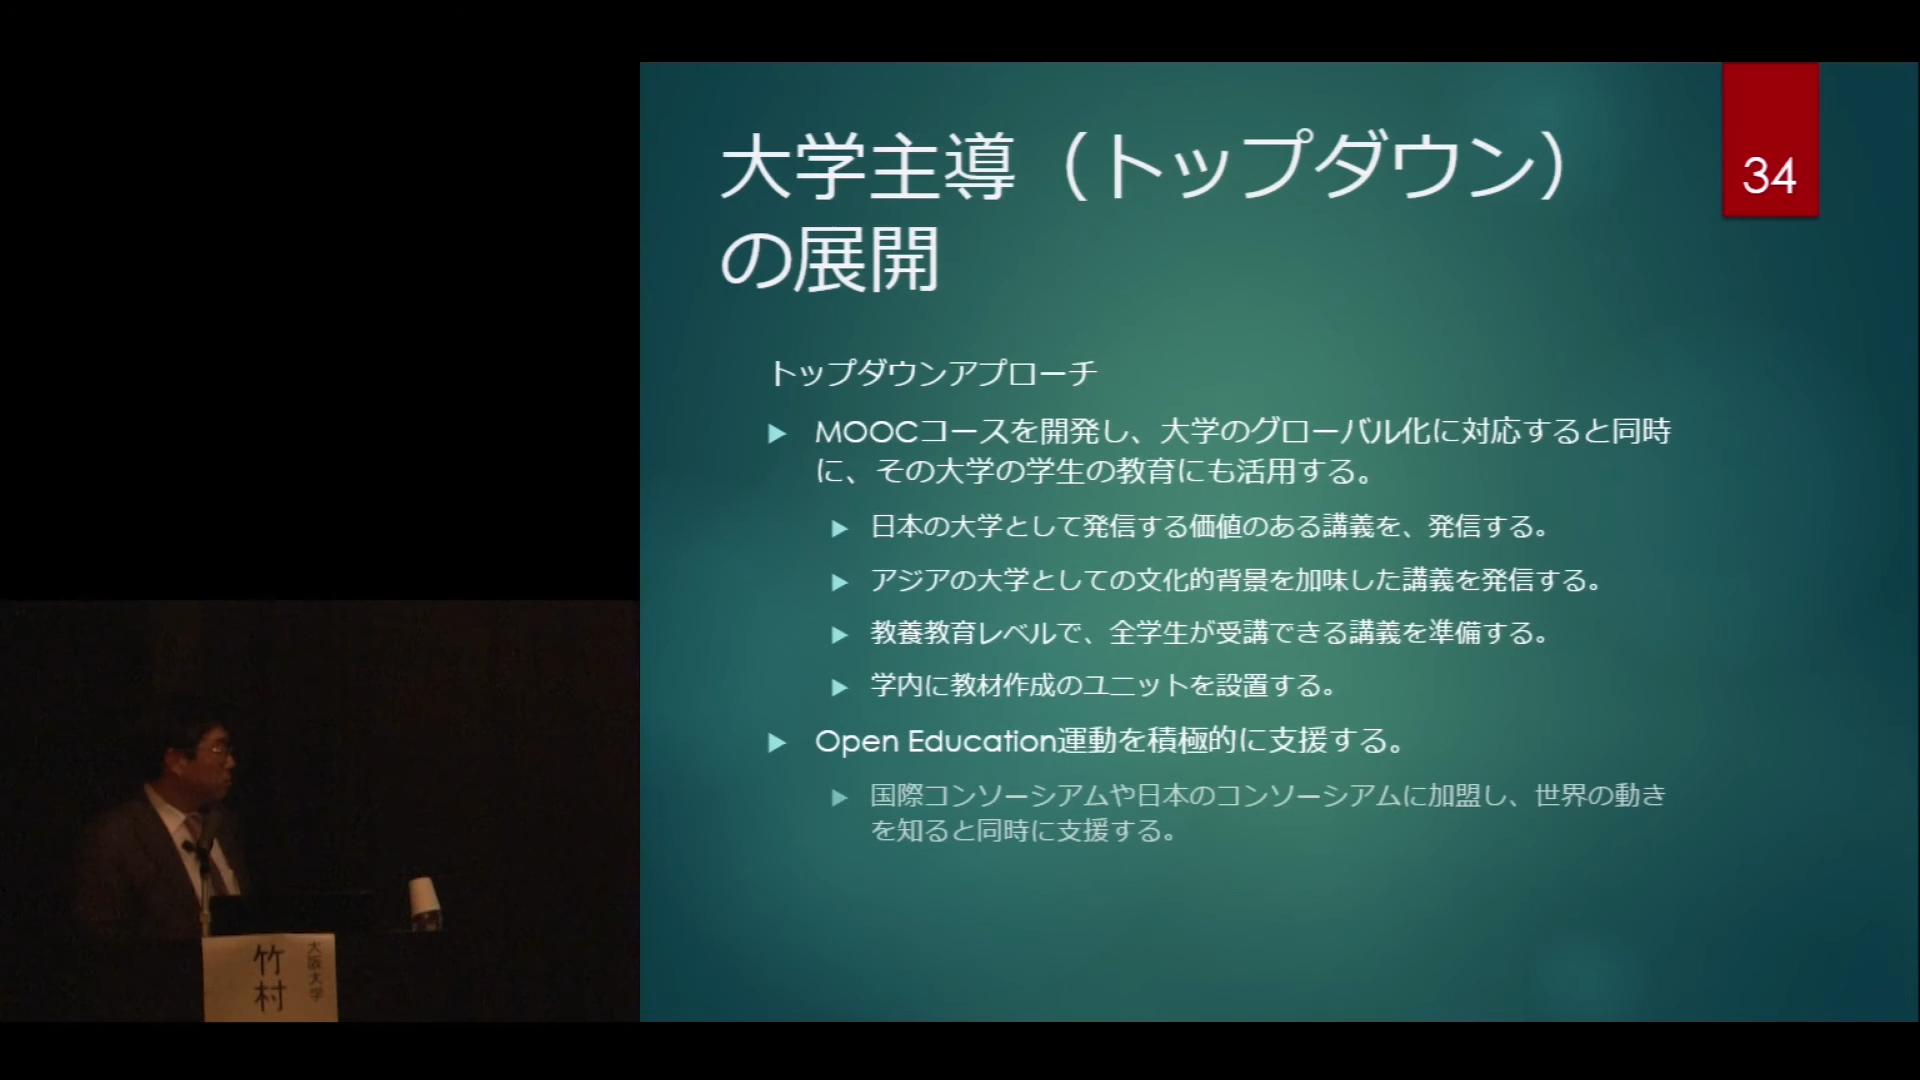 大学主導（トップダウン）
の展開
34
トップダウンアプローチ
MOOCコースを開発し、大学のグローバル化に対応すると同時
に、その大学の学生の教育にも活用する。
日本の大学として発信する価値のある講義を、発信する。
アジアの大学としての文化的背景を加味した講義を発信する。
教養教育レベルで、全学生が受講できる講義を準備する。
学内に教材作成のユニットを設置する。
Open Education運動を積極的に支援する。
国際コンソーシアムや日本のコンソーシアムに加盟し、世界の動き
を知ると同時に支援する。
大阪大学
竹村